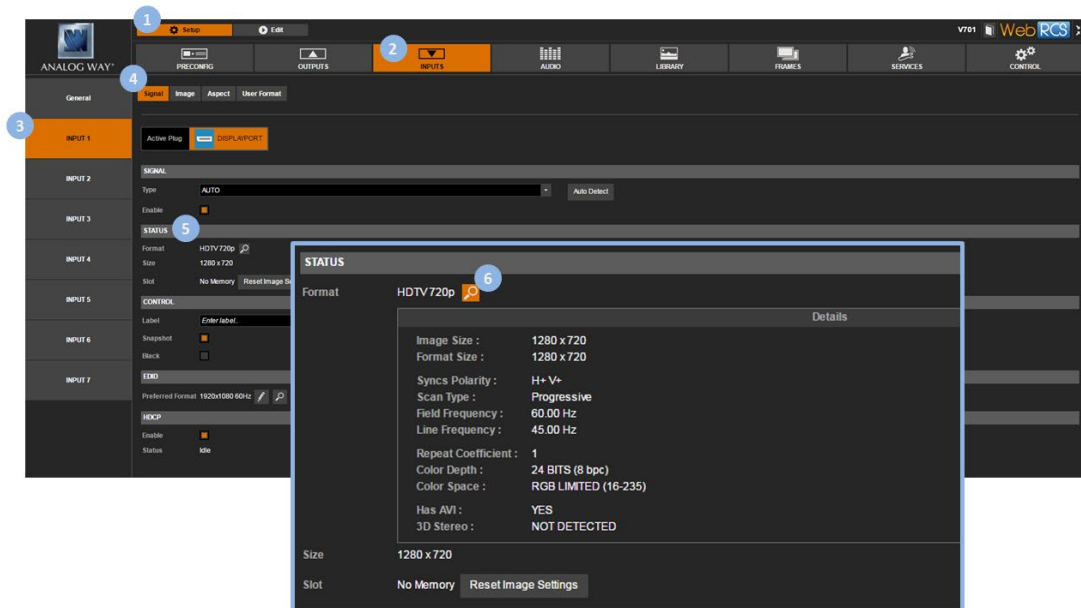 1
Setup
Edit
V701
Web RCS
ANALOG WAY®
PRECONFIG
OUTPUTS
2
INPUTS
AUDIO
LIBRARY
FRAMES
SERVICES
CONTROL
4
General
Signal Image Aspect User Format
3
INPUT 1
Active Plug DISPLAYPORT
INPUT 2
SIGNAL
Type AUTO Auto Detect
Enable
INPUT 3
STATUS 5
Format HDTV 720p
INPUT 4
Size 1280 x 720
Slot No Memory Reset Image Se
INPUT 5
CONTROL
Label Enter label..
INPUT 6
Snapshot
Black
INPUT 7
EDID
Preferred Format 1920x1080 60Hz
HDCP
Enable
Status Idle
STATUS
6
Format HDTV 720p
Details
Image Size : 1280 x 720
Format Size : 1280 x 720
Syncs Polarity : H+ V+
Scan Type : Progressive
Field Frequency : 60.00 Hz
Line Frequency : 45.00 Hz
Repeat Coefficient : 1
Color Depth : 24 BITS (8 bpc)
Color Space : RGB LIMITED (16-235)
Has AVI : YES
3D Stereo : NOT DETECTED
Size 1280 x 720
Slot No Memory Reset Image Settings